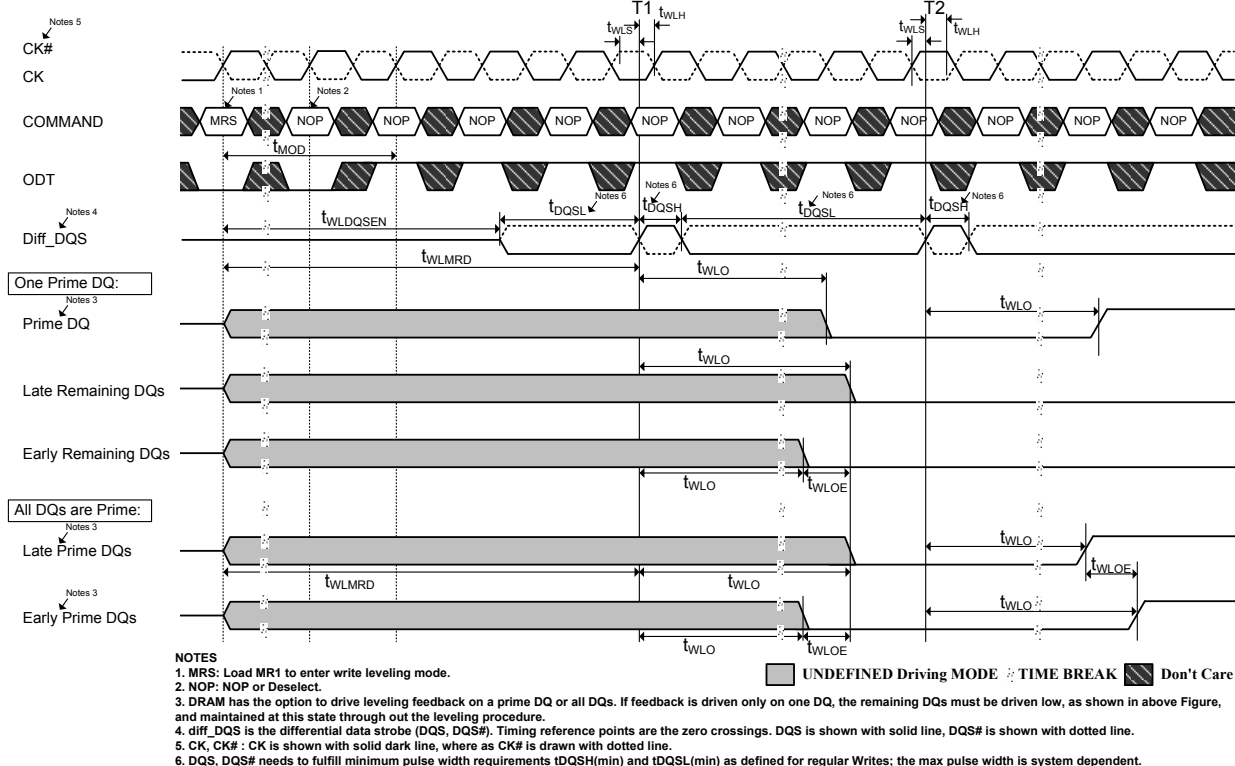 T1 T2
Notes 5
tWLS tWLH tWLS tWLH
CK#
CK
Notes 1 Notes 2
COMMAND MRS NOP NOP NOP NOP NOP NOP NOP NOP NOP NOP NOP
tMOD
ODT
Notes 6 Notes 6 Notes 6 Notes 6
tDQSL tDQSH tDQSL tDQSH
Notes 4
tWLDQSEN
Diff_DQS
tWLMRD
tWLO
One Prime DQ:
Notes 3
tWLO
Prime DQ
tWLO
Late Remaining DQs
Early Remaining DQs
tWLO tWLOE
All DQs are Prime:
Notes 3
Late Prime DQs
tWLO
tWLOE
tWLMRD tWLO
Notes 3
Early Prime DQs
tWLO
tWLO tWLOE
NOTES
1. MRS: Load MR1 to enter write leveling mode.
UNDEFINED Driving MODE TIME BREAK Don't Care
2. NOP: NOP or Deselect.
3. DRAM has the option to drive leveling feedback on a prime DQ or all DQs. If feedback is driven only on one DQ, the remaining DQs must be driven low, as shown in above Figure,
and maintained at this state through out the leveling procedure.
4. diff_DQS is the differential data strobe (DQS, DQS#). Timing reference points are the zero crossings. DQS is shown with solid line, DQS# is shown with dotted line.
5. CK, CK# : CK is shown with solid dark line, where as CK# is drawn with dotted line.
6. DQS, DQS# needs to fulfill minimum pulse width requirements tDQSH(min) and tDQSL(min) as defined for regular Writes; the max pulse width is system dependent.